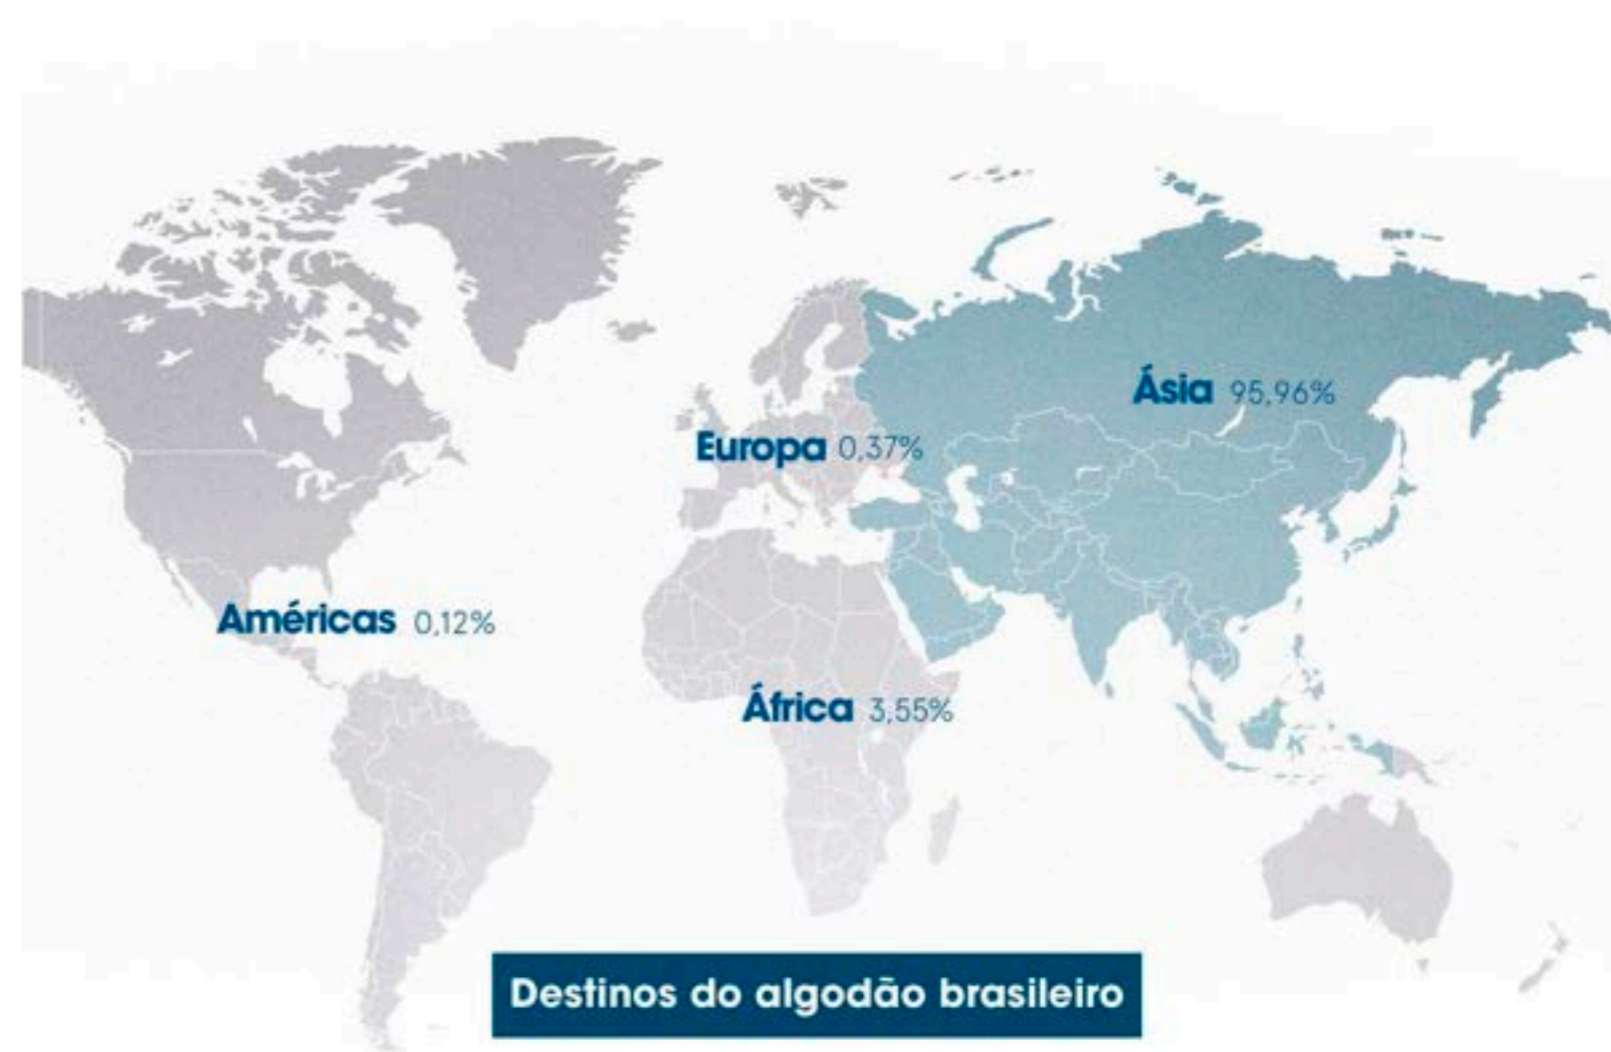 Ásia 95,96%
Europa 0,37%
Américas 0,12%
África 3,55%
Destinos do algodão brasileiro